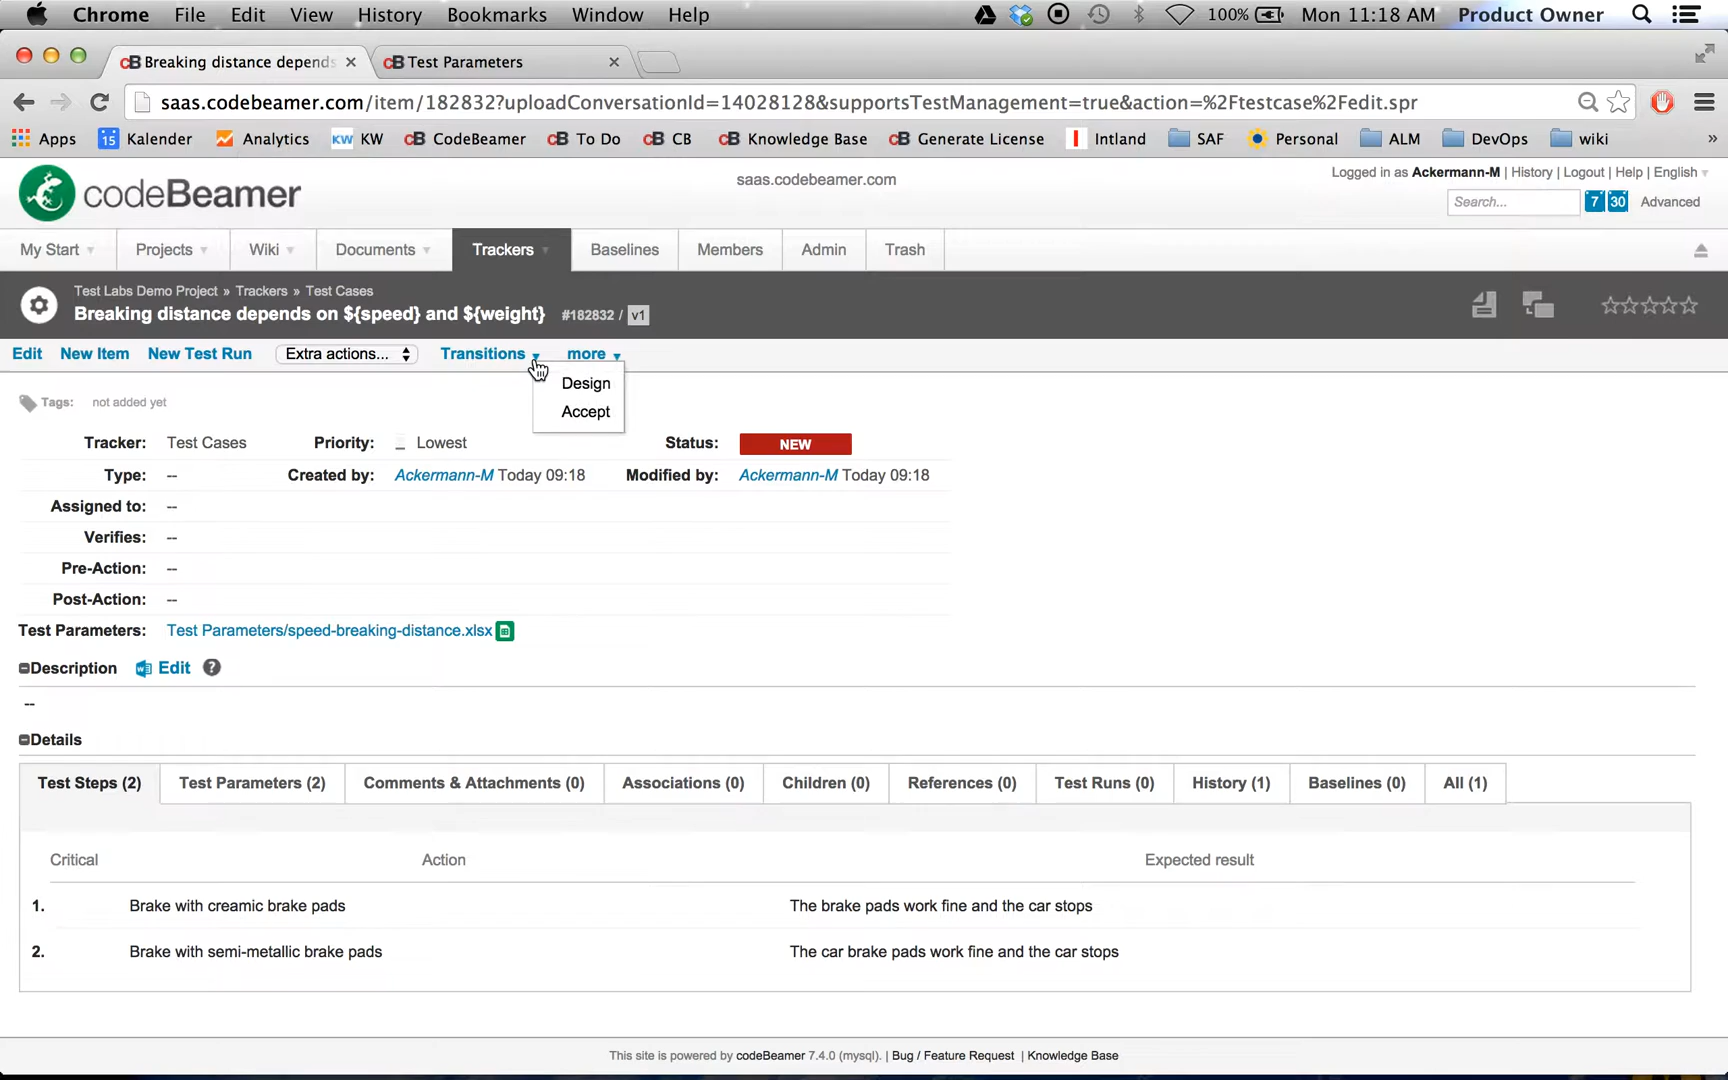 Chrome File Edit View History Bookmarks Window Help 100% Mon 11:18 AM Product Owner
cB Breaking distance depends cB Test Parameters
saas.codebeamer.com/item/182832?uploadConversationId=14028128&supportsTestManagement=true&action=%2Ftestcase%2Fedit.spr
Apps 15 Kalender Analytics KW KW cB CodeBeamer cB To Do cB CB cB Knowledge Base cB Generate License Intland SAF Personal ALM DevOps wiki »
codeBeamer saas.codebeamer.com Logged in as Ackermann-M | History | Logout | Help | English
Search... 7 30 Advanced
My Start Projects Wiki Documents Trackers Baselines Members Admin Trash
Test Labs Demo Project » Trackers » Test Cases
Breaking distance depends on ${speed} and ${weight} #182832 / v1
Edit New Item New Test Run Extra actions... Transitions more
Design
Accept
Tags: not added yet
Tracker: Test Cases Priority: Lowest Status: NEW
Type: -- Created by: Ackermann-M Today 09:18 Modified by: Ackermann-M Today 09:18
Assigned to: --
Verifies: --
Pre-Action: --
Post-Action: --
Test Parameters: Test Parameters/speed-breaking-distance.xlsx
Description Edit ?
--
Details
Test Steps (2) Test Parameters (2) Comments & Attachments (0) Associations (0) Children (0) References (0) Test Runs (0) History (1) Baselines (0) All (1)
Critical Action Expected result
1. Brake with creamic brake pads The brake pads work fine and the car stops
2. Brake with semi-metallic brake pads The car brake pads work fine and the car stops
This site is powered by codeBeamer 7.4.0 (mysql). | Bug / Feature Request | Knowledge Base